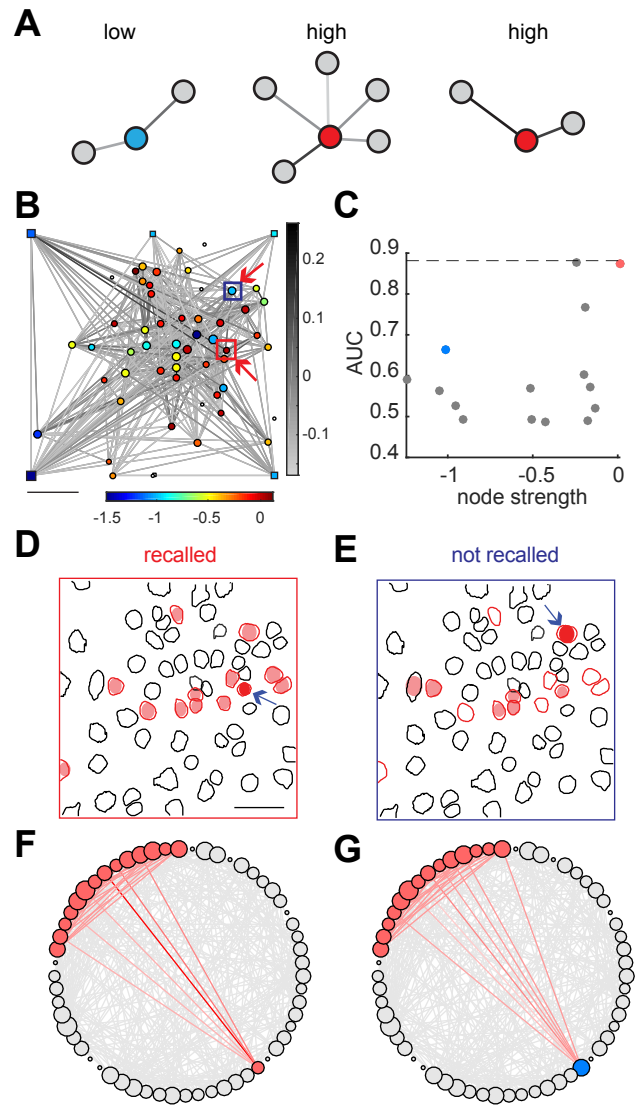 A
low
high
high
B
0.2
0.1
0
-0.1
-1.5
-1
-0.5
0
C
0.9
0.8
0.7
0.6
0.5
0.4
AUC
-1
-0.5
0
node strength
D
recalled
E
not recalled
F
G